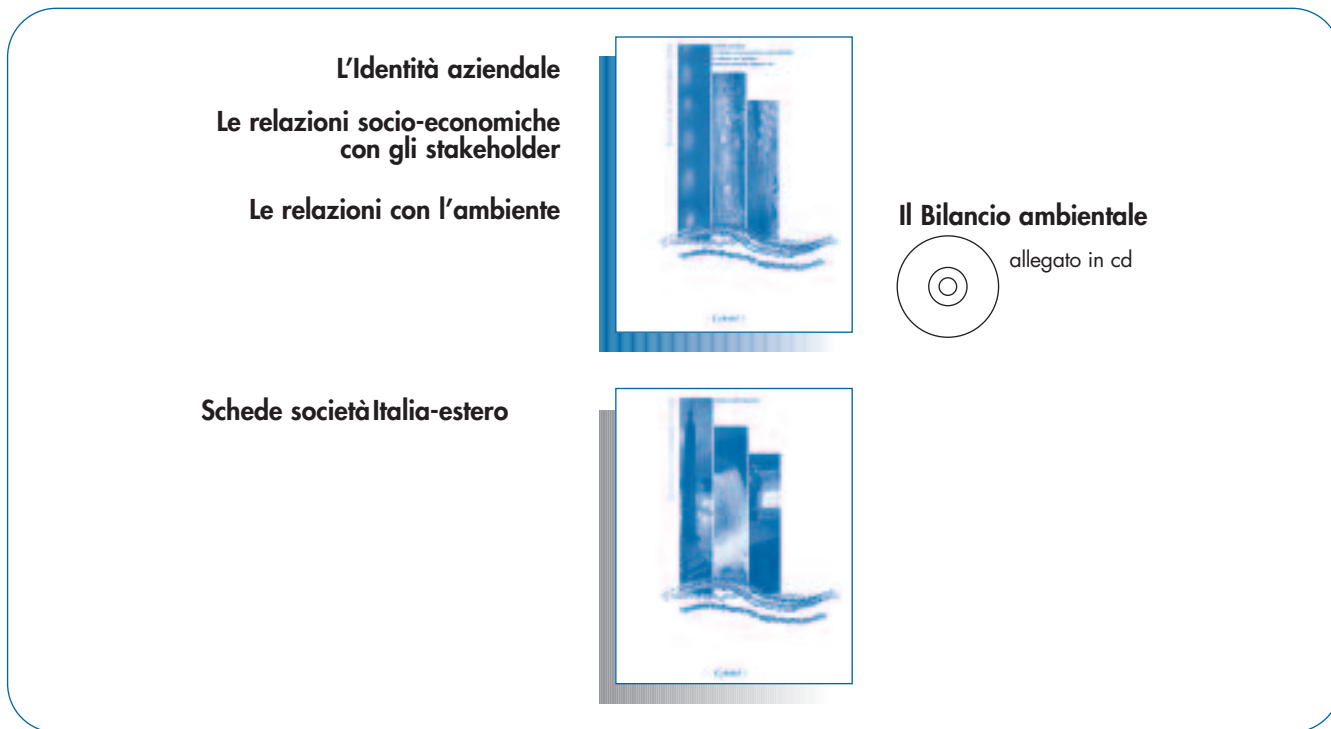 L'Identità aziendale
Le relazioni socio-economiche
con gli stakeholder
Le relazioni con l'ambiente
Il Bilancio ambientale
allegato in cd
Schede società Italia-estero